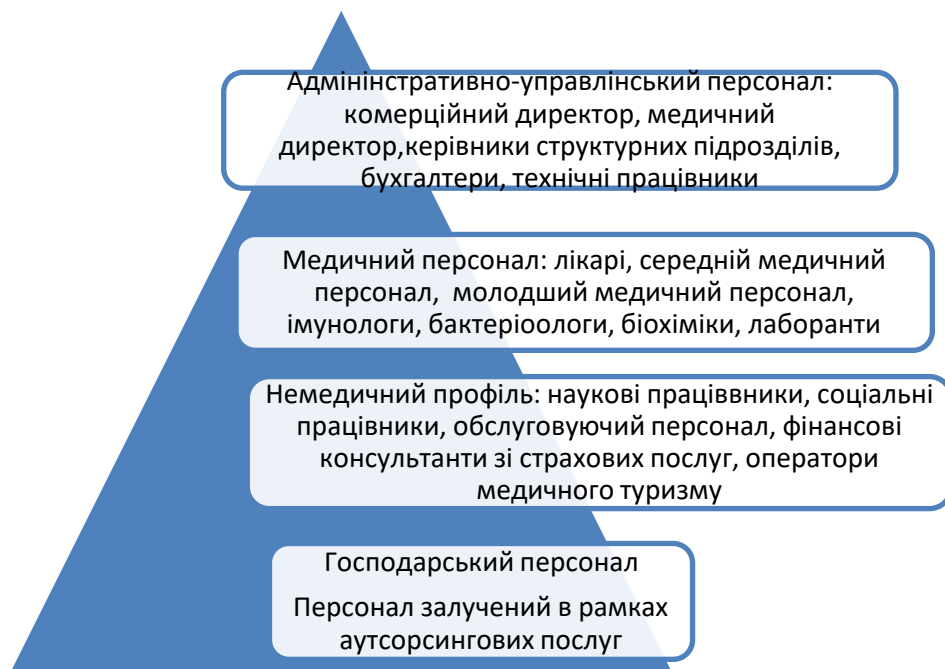 Адмінінстративно-управлінський персонал:
комерційний директор, медичний
директор,керівники структурних підрозділів,
бухгалтери, технічні працівники
Медичний персонал: лікарі, середній медичний
персонал, молодший медичний персонал,
імунологи, бактеріоологи, біохіміки, лаборанти
Немедичний профіль: наукові праціввники, соціальні
працівники, обслуговуючий персонал, фінансові
консультанти зі страхових послуг, оператори
медичного туризму
Господарський персонал
Персонал залучений в рамках
аутсорсингових послуг